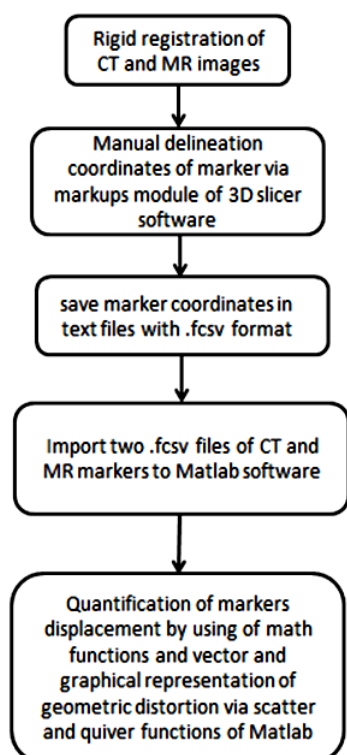 Rigid registration of
CT and MR images
Manual delineation
coordinates of marker via
markups module of 3D slicer
software
save marker coordinates in
text files with .fcsv format
Import two .fcsv files of CT and
MR markers to Matlab software
Quantification of markers
displacement by using of math
functions and vector and
graphical representation of
geometric distortion via scatter
and quiver functions of Matlab